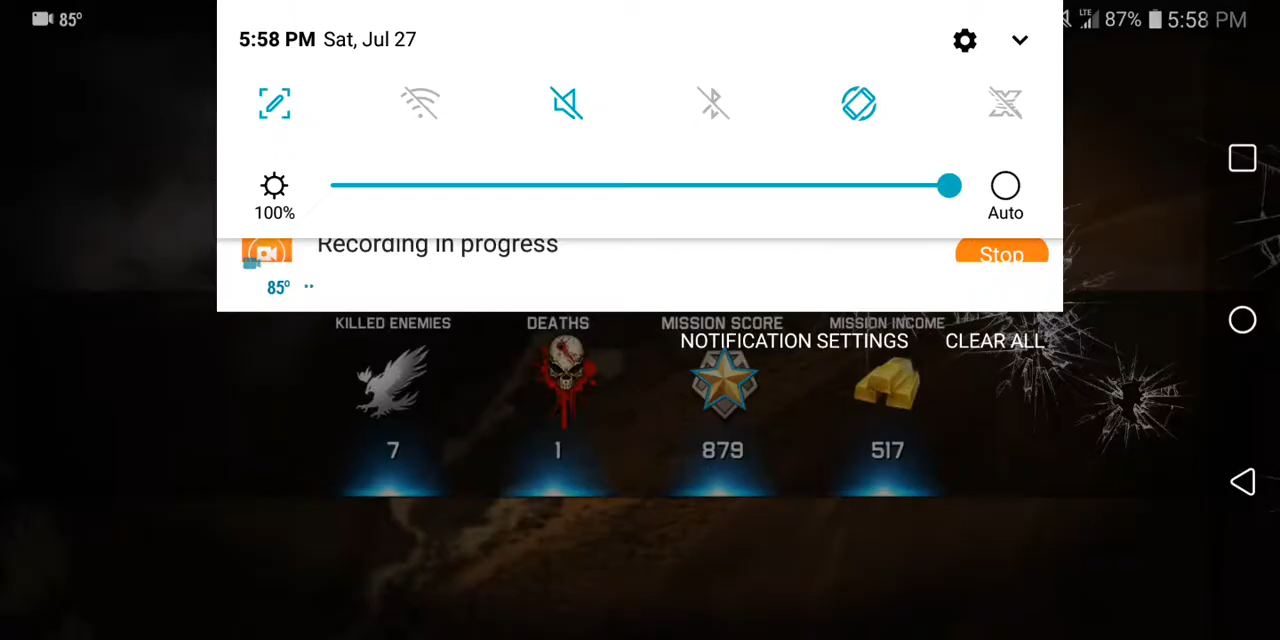 85°
LTE 87% 5:58 PM
5:58 PM Sat, Jul 27
100%
Auto
Recording in progress
Stop
85°
KILLED ENEMIES DEATHS MISSION SCORE MISSION INCOME
NOTIFICATION SETTINGS CLEAR ALL
7 1 879 517